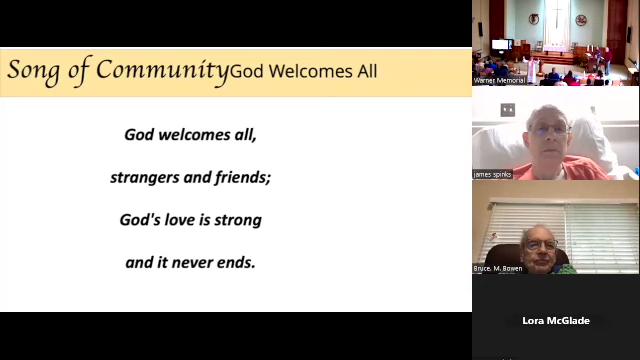 Song of Community God Welcomes All
God welcomes all,
strangers and friends;
God's love is strong
and it never ends.
Warner Memorial
james spinks
Bruce, M. Bowen
Lora McGlade